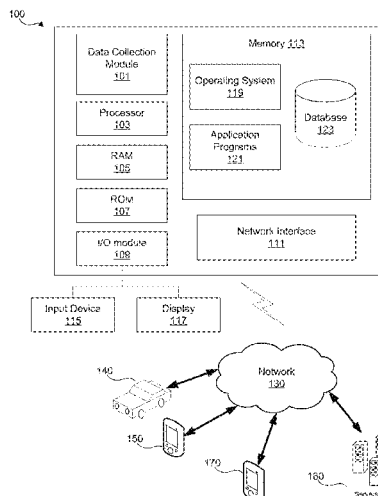 100
Data Collection
Module
101
Processor
103
RAM
105
ROM
107
I/O module
109
Memory 113
Operating System
119
Application
Programs
121
Database
123
Network Interface
111
Input Device
115
Display
117
Network
130
140
150
170
160